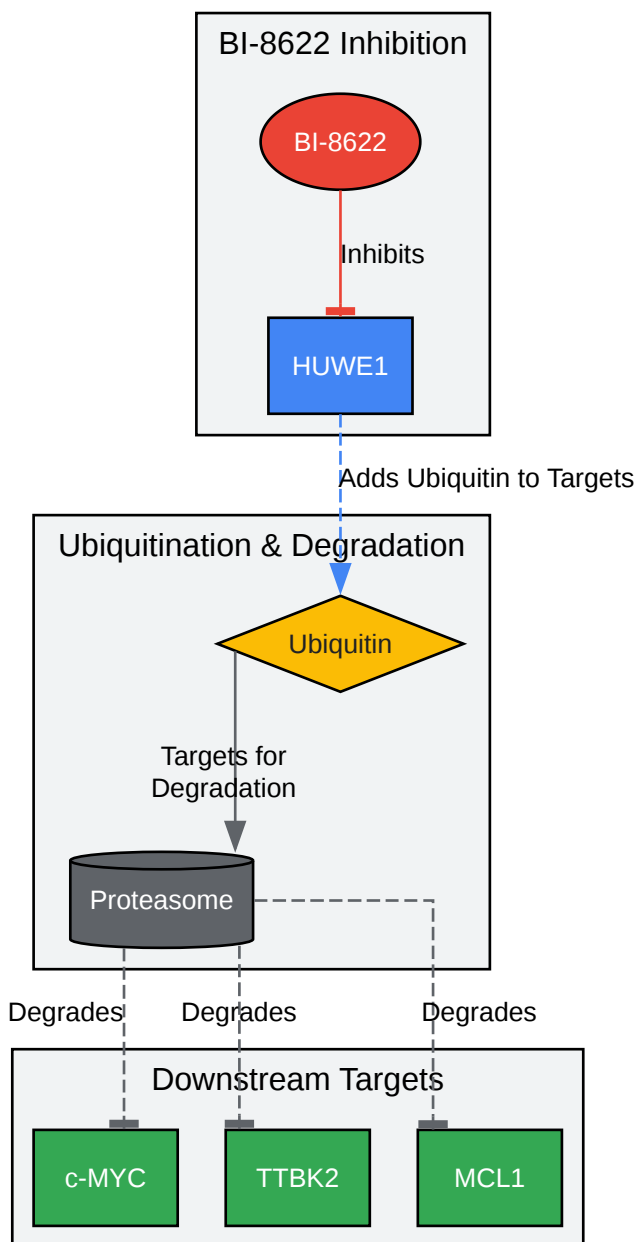 BI-8622 Inhibition
BI-8622
Inhibits
HUWE1
Adds Ubiquitin to Targets
Ubiquitination & Degradation
Ubiquitin
Targets for
Degradation
Proteasome
Degrades
Degrades
Degrades
Downstream Targets
c-MYC
TTBK2
MCL1